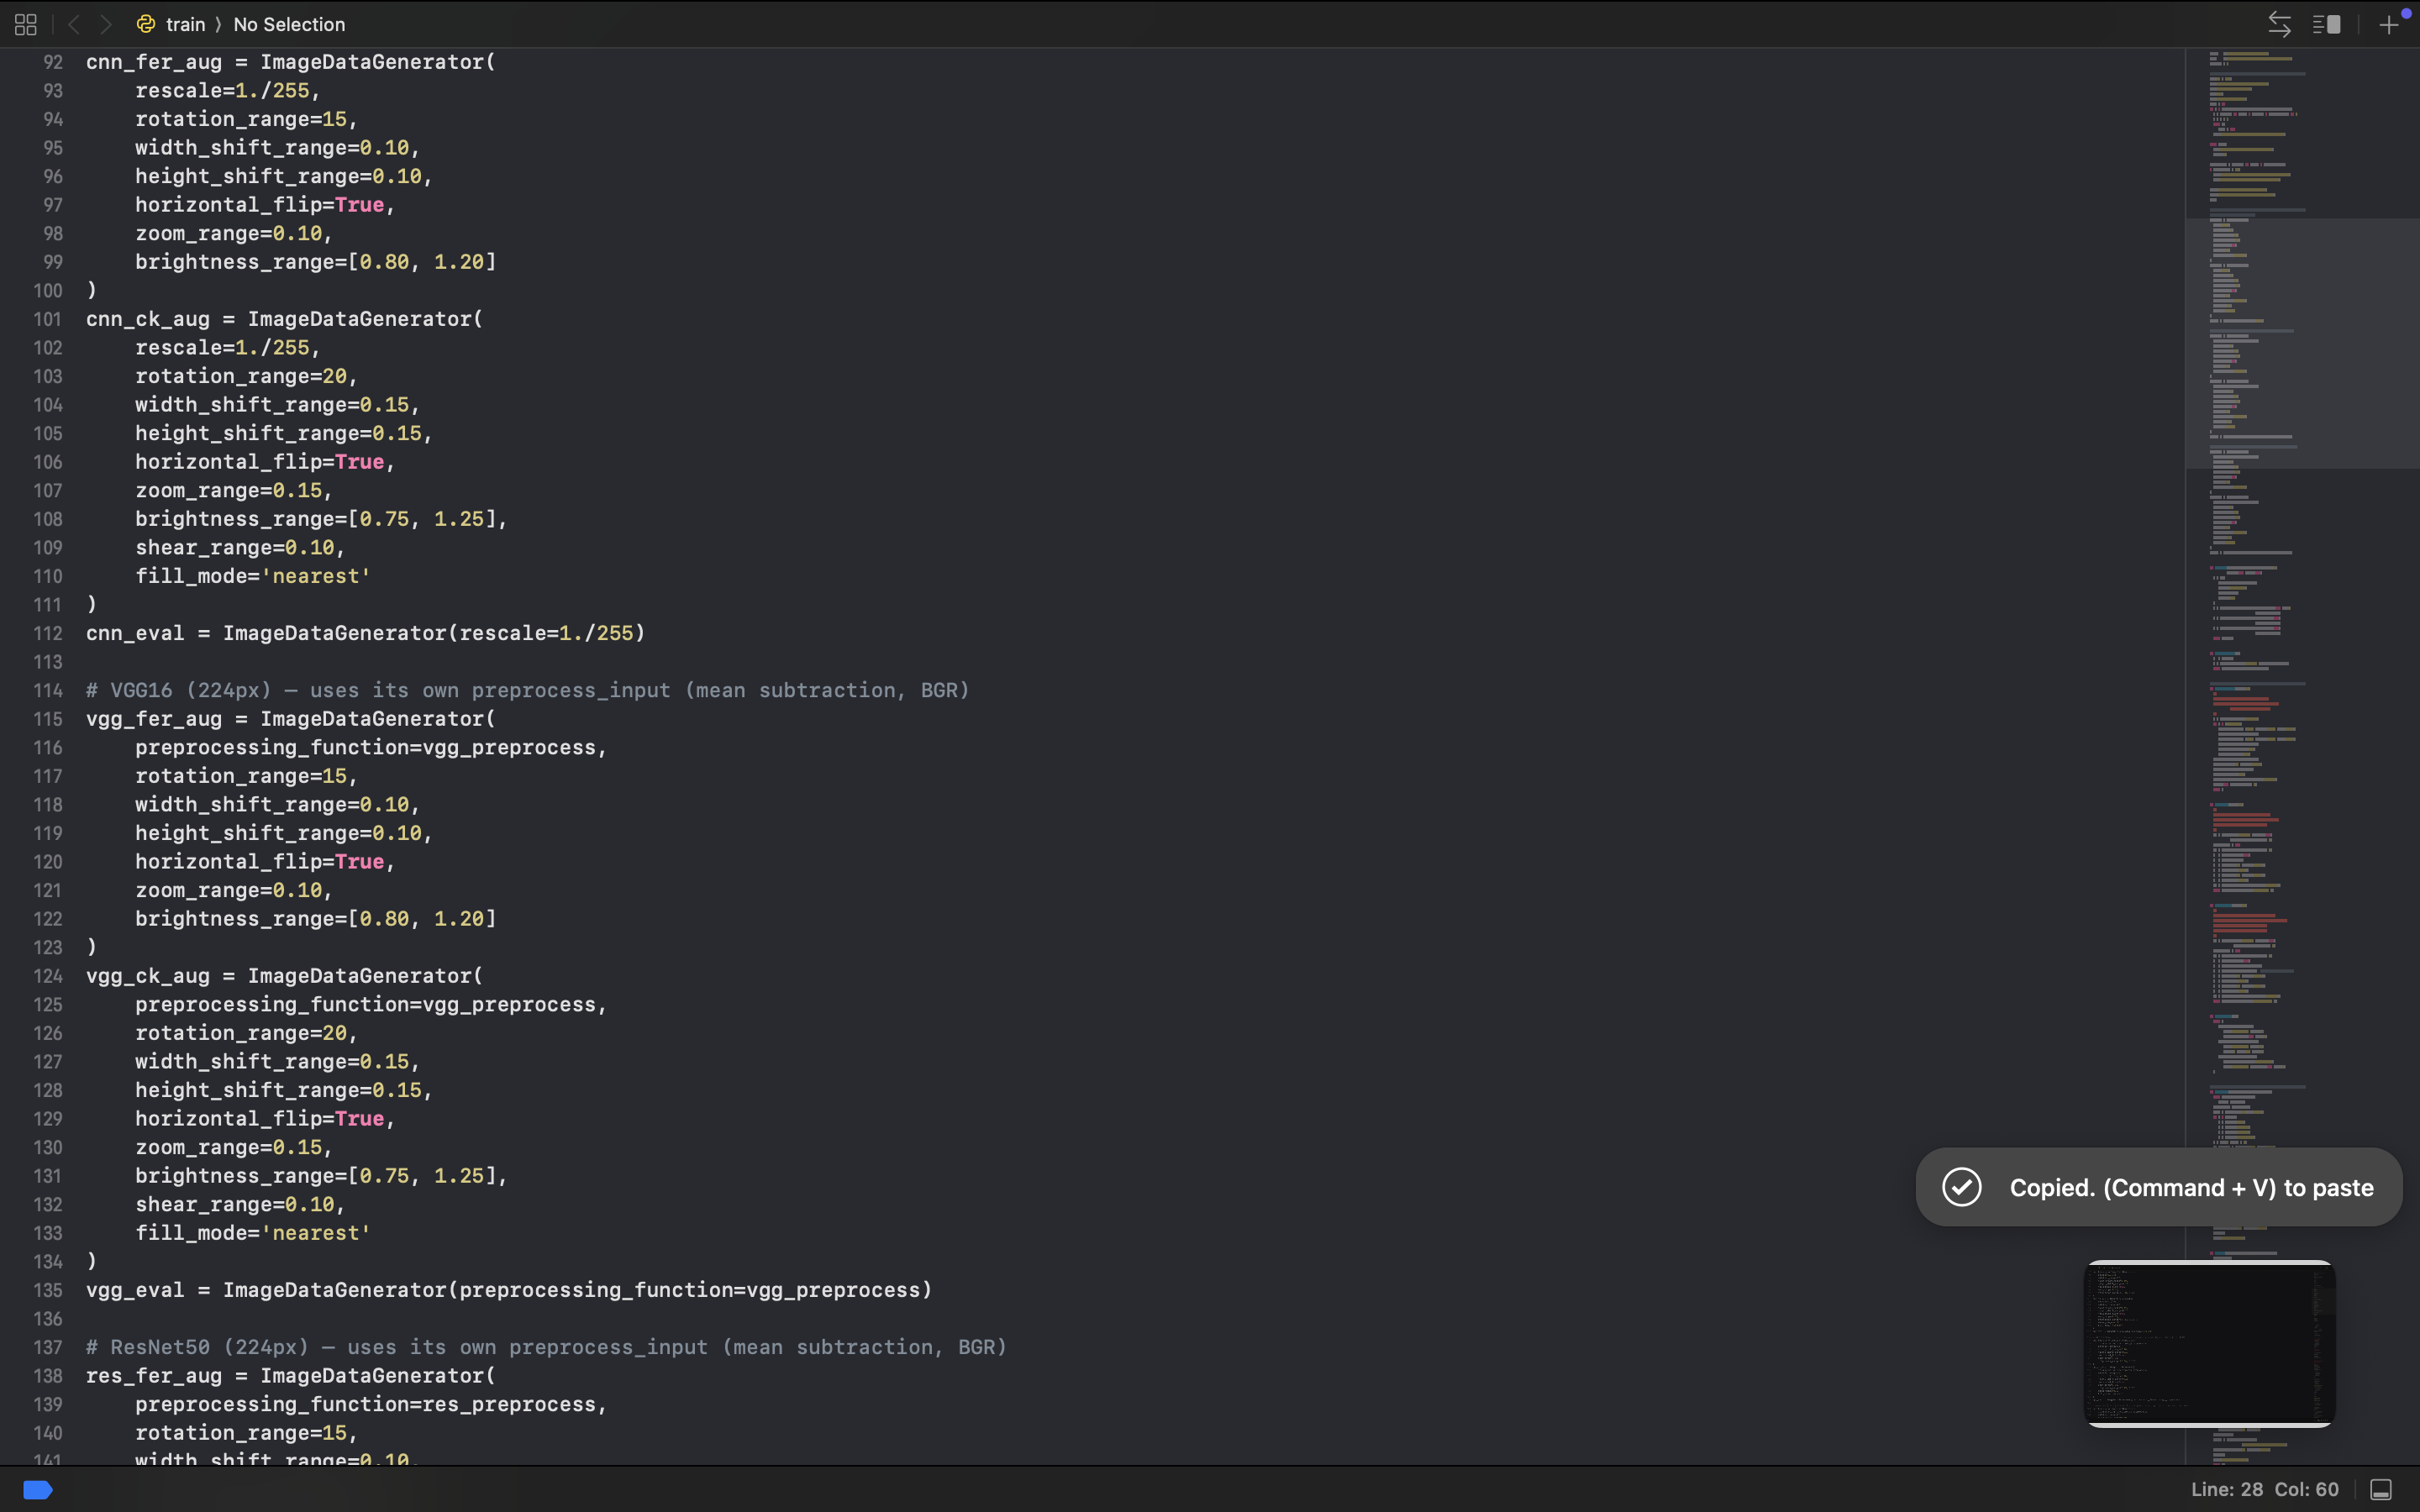 train 〉 No Selection
92 cnn_fer_aug = ImageDataGenerator(
93     rescale=1./255,
94     rotation_range=15,
95     width_shift_range=0.10,
96     height_shift_range=0.10,
97     horizontal_flip=True,
98     zoom_range=0.10,
99     brightness_range=[0.80, 1.20]
100 )
101 cnn_ck_aug = ImageDataGenerator(
102     rescale=1./255,
103     rotation_range=20,
104     width_shift_range=0.15,
105     height_shift_range=0.15,
106     horizontal_flip=True,
107     zoom_range=0.15,
108     brightness_range=[0.75, 1.25],
109     shear_range=0.10,
110     fill_mode='nearest'
111 )
112 cnn_eval = ImageDataGenerator(rescale=1./255)
113
114 # VGG16 (224px) — uses its own preprocess_input (mean subtraction, BGR)
115 vgg_fer_aug = ImageDataGenerator(
116     preprocessing_function=vgg_preprocess,
117     rotation_range=15,
118     width_shift_range=0.10,
119     height_shift_range=0.10,
120     horizontal_flip=True,
121     zoom_range=0.10,
122     brightness_range=[0.80, 1.20]
123 )
124 vgg_ck_aug = ImageDataGenerator(
125     preprocessing_function=vgg_preprocess,
126     rotation_range=20,
127     width_shift_range=0.15,
128     height_shift_range=0.15,
129     horizontal_flip=True,
130     zoom_range=0.15,
131     brightness_range=[0.75, 1.25],
132     shear_range=0.10,
133     fill_mode='nearest'
134 )
135 vgg_eval = ImageDataGenerator(preprocessing_function=vgg_preprocess)
136
137 # ResNet50 (224px) — uses its own preprocess_input (mean subtraction, BGR)
138 res_fer_aug = ImageDataGenerator(
139     preprocessing_function=res_preprocess,
140     rotation_range=15,
141     width_shift_range=0.10,
Copied. (Command + V) to paste
Line: 28 Col: 60